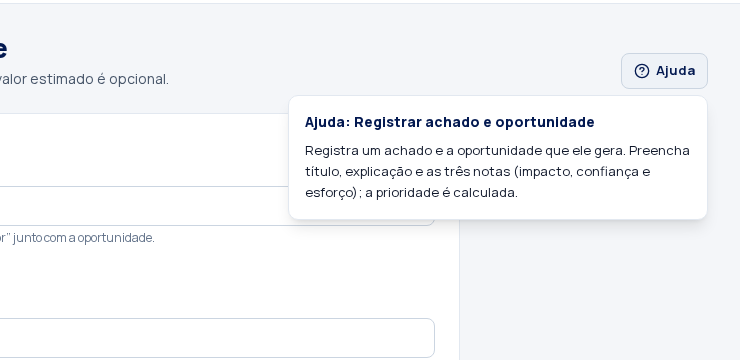 e
valor estimado é opcional.
Ajuda
Ajuda: Registrar achado e oportunidade
Registra um achado e a oportunidade que ele gera. Preencha
título, explicação e as três notas (impacto, confiança e
esforço); a prioridade é calculada.
or" junto com a oportunidade.